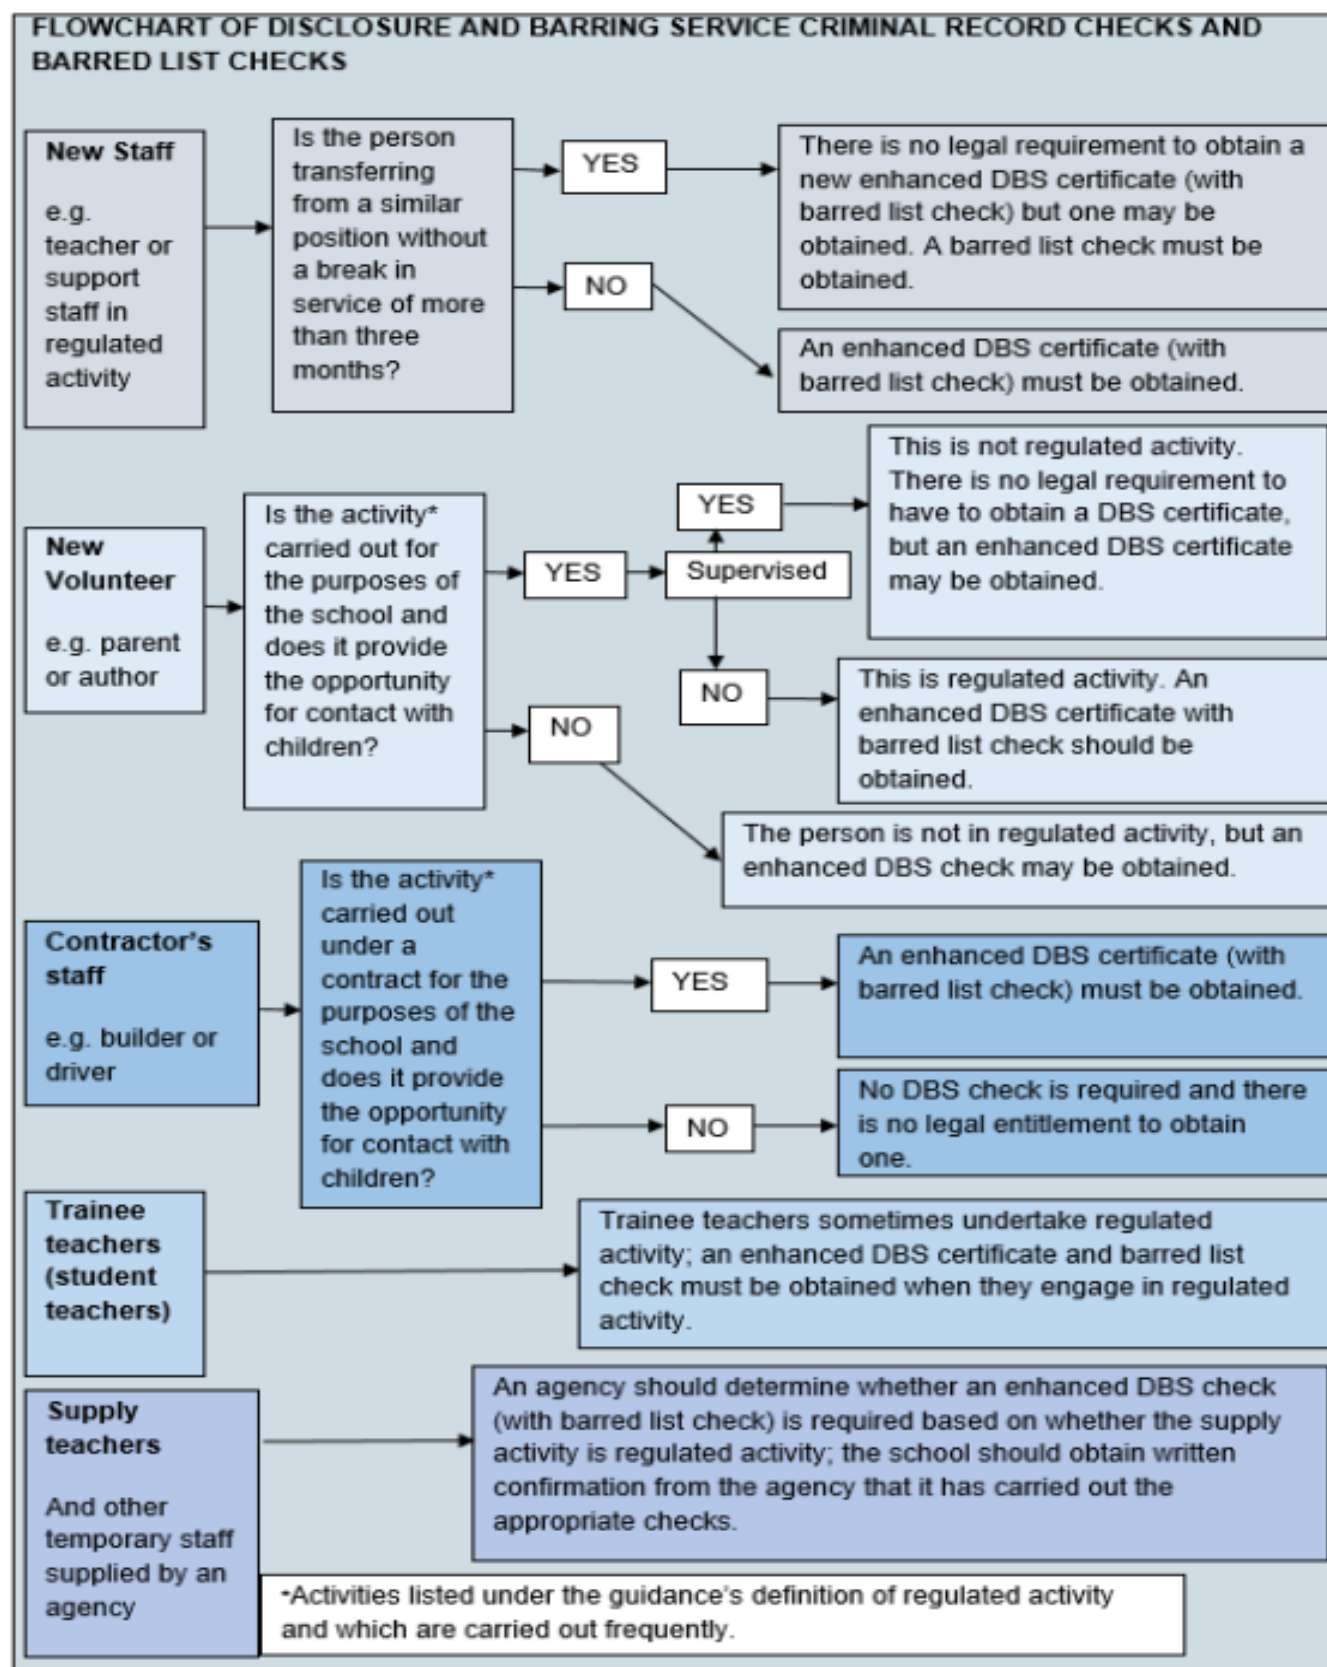 FLOWCHART OF DISCLOSURE AND BARRING SERVICE CRIMINAL RECORD CHECKS AND
BARRED LIST CHECKS
New Staff
e.g.
teacher or
support
staff in
regulated
activity
Is the person
transferring
from a similar
position without
a break in
service of more
than three
months?
YES
There is no legal requirement to obtain a
new enhanced DBS certificate (with
barred list check) but one may be
obtained. A barred list check must be
obtained.
NO
An enhanced DBS certificate (with
barred list check) must be obtained.
New
Volunteer
e.g. parent
or author
Is the activity*
carried out for
the purposes of
the school and
does it provide
the opportunity
for contact with
children?
YES
Supervised
YES
This is not regulated activity.
There is no legal requirement to
have to obtain a DBS certificate,
but an enhanced DBS certificate
may be obtained.
NO
This is regulated activity. An
enhanced DBS certificate with
barred list check should be
obtained.
NO
The person is not in regulated activity, but an
enhanced DBS check may be obtained.
Contractor's
staff
e.g. builder or
driver
Is the activity*
carried out
under a
contract for the
purposes of the
school and
does it provide
the opportunity
for contact with
children?
YES
An enhanced DBS certificate (with
barred list check) must be obtained.
NO
No DBS check is required and there
is no legal entitlement to obtain
one.
Trainee
teachers
(student
teachers)
Trainee teachers sometimes undertake regulated
activity; an enhanced DBS certificate and barred list
check must be obtained when they engage in regulated
activity.
Supply
teachers
And other
temporary staff
supplied by an
agency
An agency should determine whether an enhanced DBS check
(with barred list check) is required based on whether the supply
activity is regulated activity; the school should obtain written
confirmation from the agency that it has carried out the
appropriate checks.
*Activities listed under the guidance's definition of regulated activity
and which are carried out frequently.